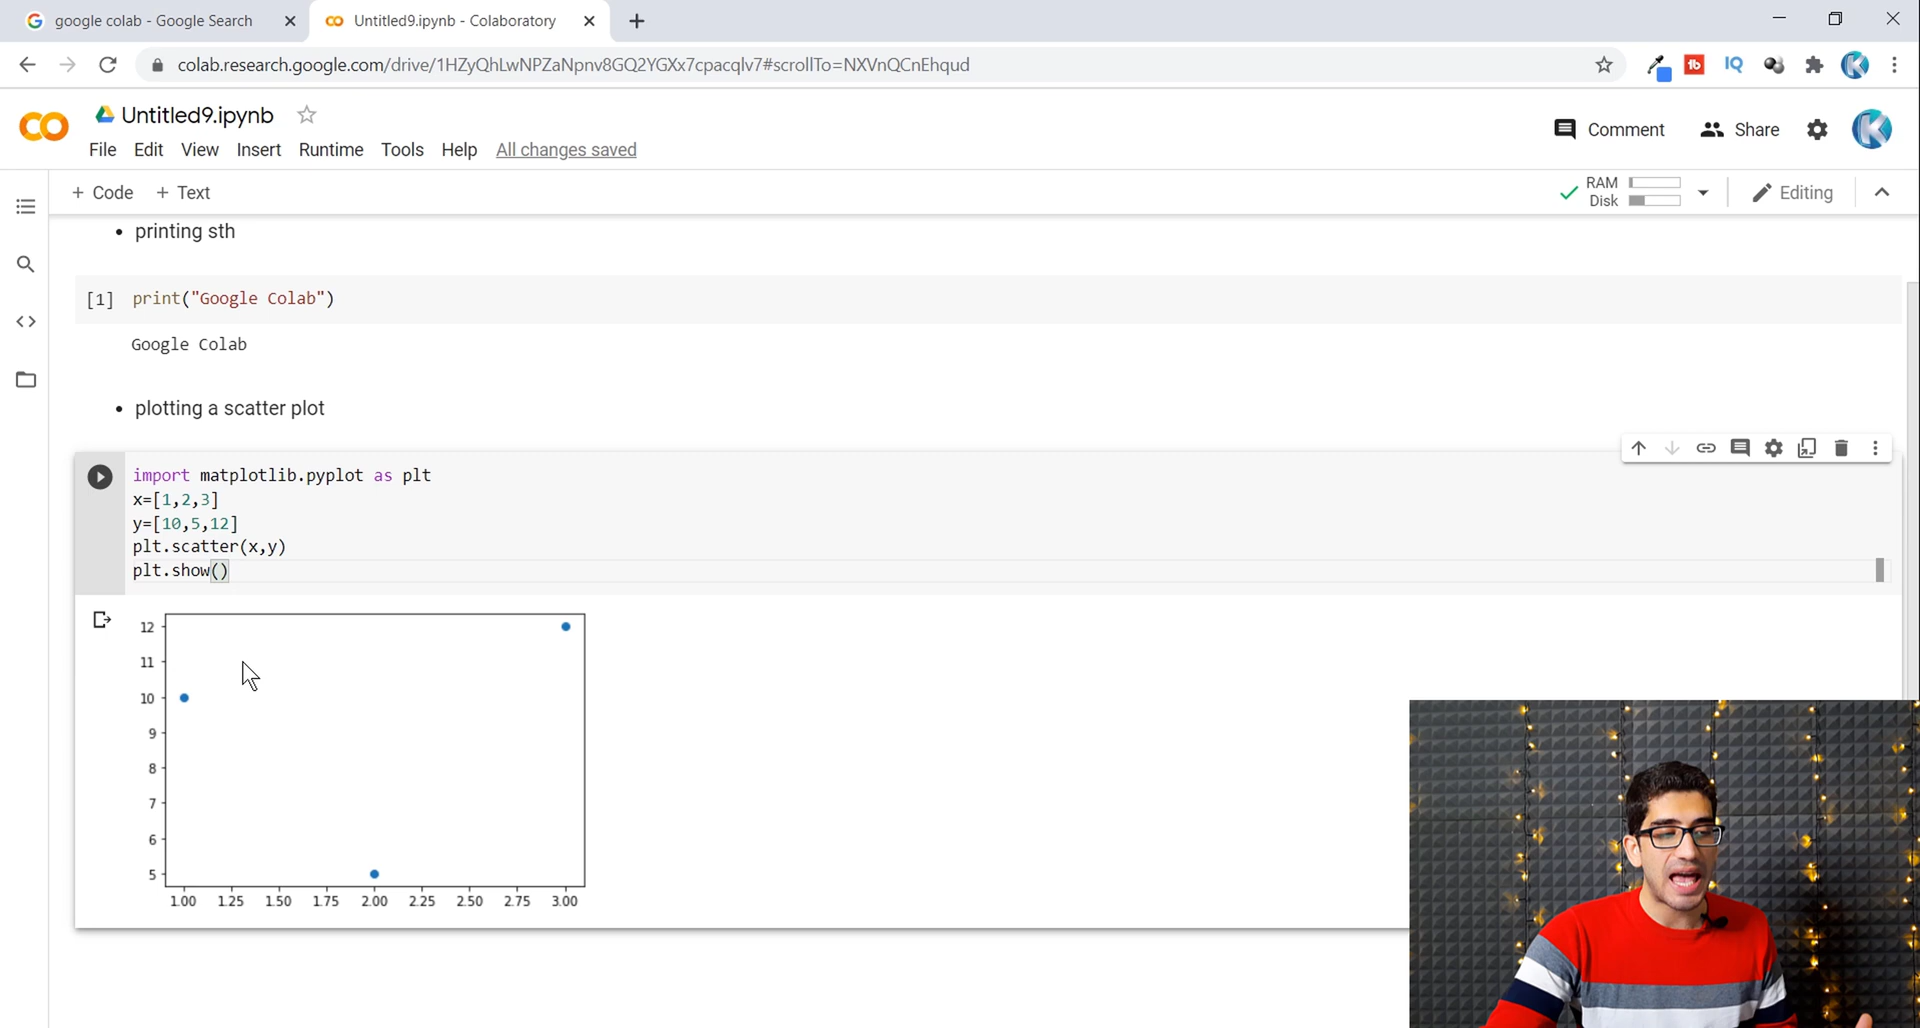 google colab - Google Search
Untitled9.ipynb - Colaboratory
colab.research.google.com/drive/1HZyQhLwNPZaNpnv8GQ2YGXx7cpacqlv7#scrollTo=NXVnQCnEhqud
Untitled9.ipynb
Comment
Share
File Edit View Insert Runtime Tools Help All changes saved
+ Code + Text
RAM
Disk
Editing
• printing sth
[1] print("Google Colab")
Google Colab
• plotting a scatter plot
import matplotlib.pyplot as plt
x=[1,2,3]
y=[10,5,12]
plt.scatter(x,y)
plt.show()
12
11
10
9
8
7
6
5
1.00 1.25 1.50 1.75 2.00 2.25 2.50 2.75 3.00